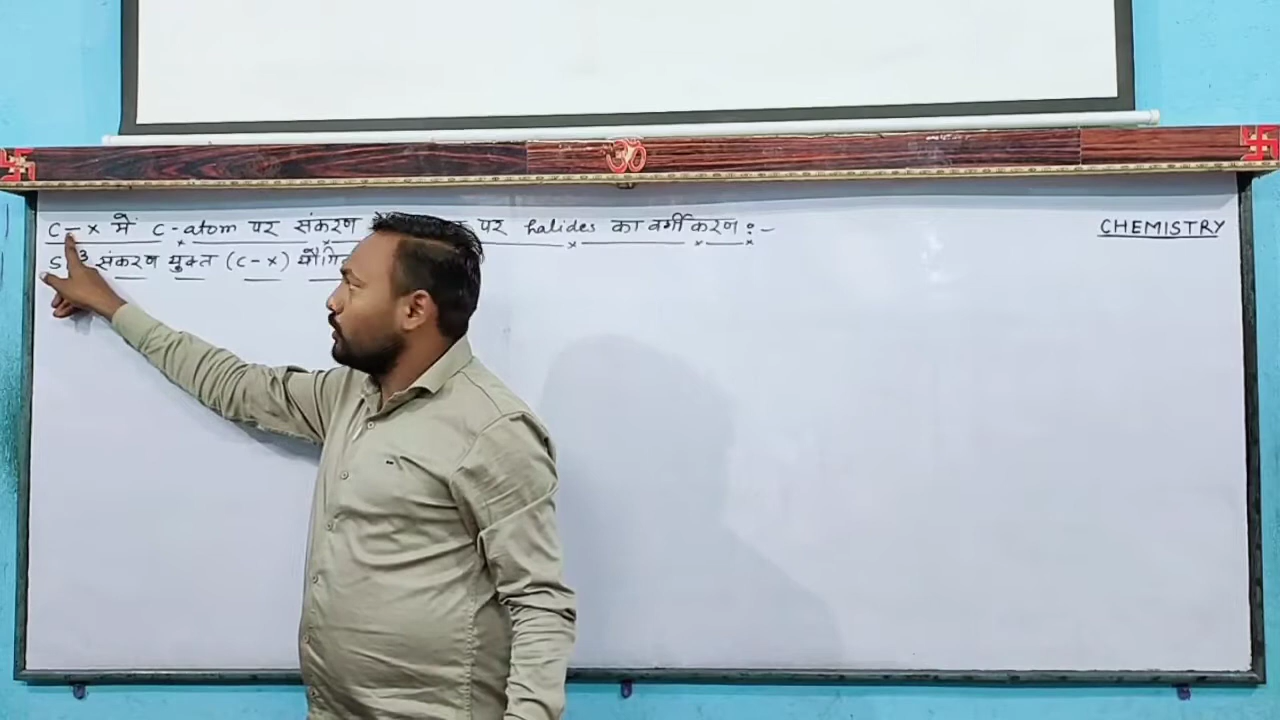 C-X में C-atom पर संकरण पर halides का वर्गीकरण :-
CHEMISTRY
संकरण युक्त (C-X)